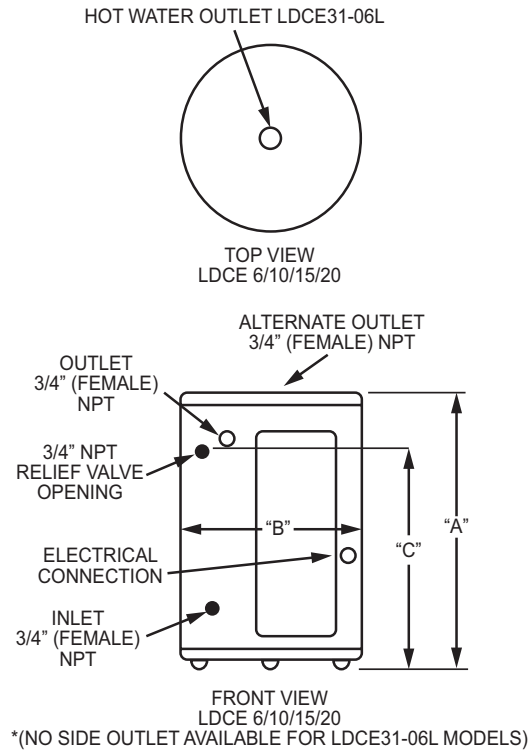 HOT WATER OUTLET LDCE31-06L
TOP VIEW
LDCE 6/10/15/20
ALTERNATE OUTLET
3/4” (FEMALE) NPT
OUTLET
3/4” (FEMALE)
NPT
3/4” NPT
RELIEF VALVE
OPENING
“B”
“C”
“A”
ELECTRICAL
CONNECTION
INLET
3/4” (FEMALE)
NPT
FRONT VIEW
LDCE 6/10/15/20
*(NO SIDE OUTLET AVAILABLE FOR LDCE31-06L MODELS)